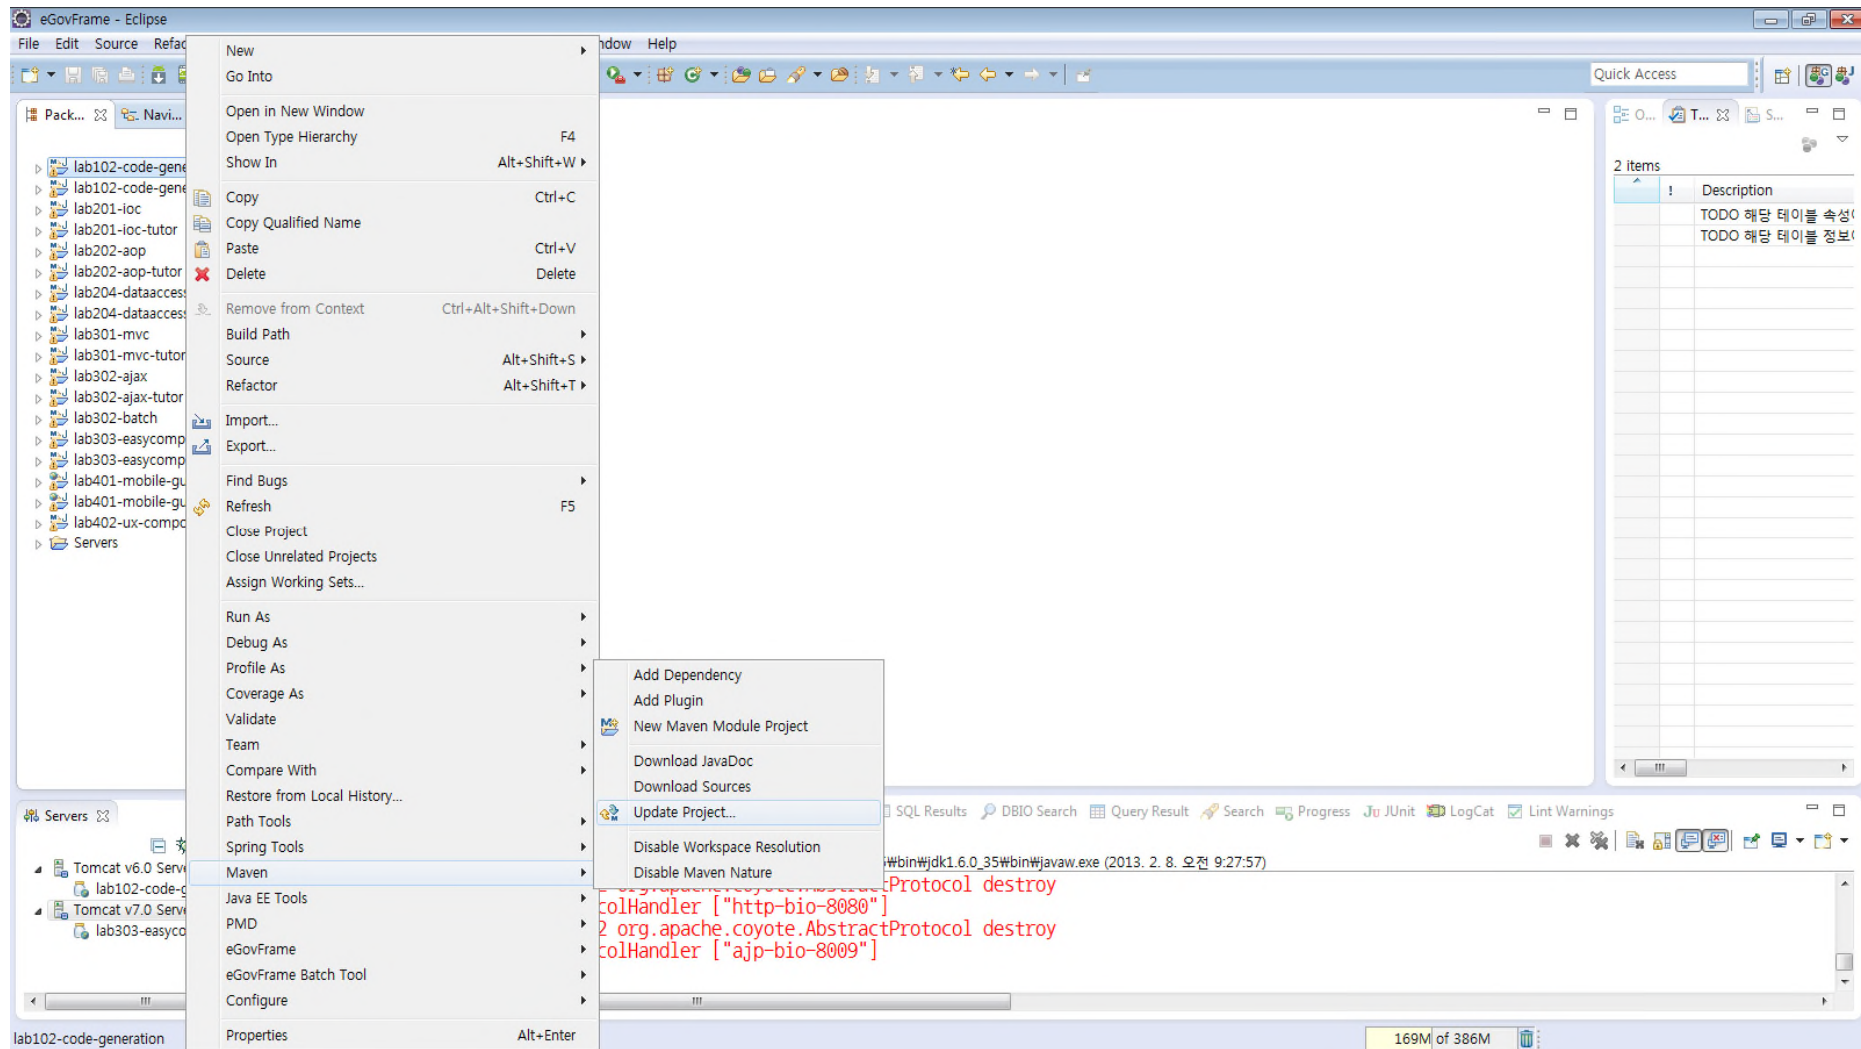 eGovFrame - Eclipse
File Edit Source Refac
ndow Help
Quick Access
Pack...
Navi...
lab102-code-gene
lab102-code-gene
lab201-ioc
lab201-ioc-tutor
lab202-aop
lab202-aop-tutor
lab204-dataacces
lab204-dataacces
lab301-mvc
lab301-mvc-tutor
lab302-ajax
lab302-ajax-tutor
lab302-batch
lab303-easycomp
lab303-easycomp
lab401-mobile-gu
lab401-mobile-gu
lab402-ux-compo
Servers
New
Go Into
Open in New Window
Open Type Hierarchy F4
Show In Alt+Shift+W
Copy Ctrl+C
Copy Qualified Name
Paste Ctrl+V
Delete Delete
Remove from Context Ctrl+Alt+Shift+Down
Build Path
Source Alt+Shift+S
Refactor Alt+Shift+T
Import...
Export...
Find Bugs
Refresh F5
Close Project
Close Unrelated Projects
Assign Working Sets...
Run As
Debug As
Profile As
Coverage As
Validate
Team
Compare With
Restore from Local History...
Path Tools
Spring Tools
Maven
Java EE Tools
PMD
eGovFrame
eGovFrame Batch Tool
Configure
Properties Alt+Enter
Add Dependency
Add Plugin
New Maven Module Project
Download JavaDoc
Download Sources
Update Project...
Disable Workspace Resolution
Disable Maven Nature
O... T... S...
2 items
! Description
TODO 해당 테이블 속성
TODO 해당 테이블 정보
Servers
Tomcat v6.0 Serv
lab102-code-g
Tomcat v7.0 Serv
lab303-easyco
SQL Results DBIO Search Query Result Search Progress Ju JUnit LogCat Lint Warnings
₩bin₩jdk1.6.0_35₩bin₩javaw.exe (2013. 2. 8. 오전 9:27:57)
org.apache.coyote.AbstractProtocol destroy
colHandler ["http-bio-8080"]
2 org.apache.coyote.AbstractProtocol destroy
colHandler ["ajp-bio-8009"]
lab102-code-generation
169M of 386M